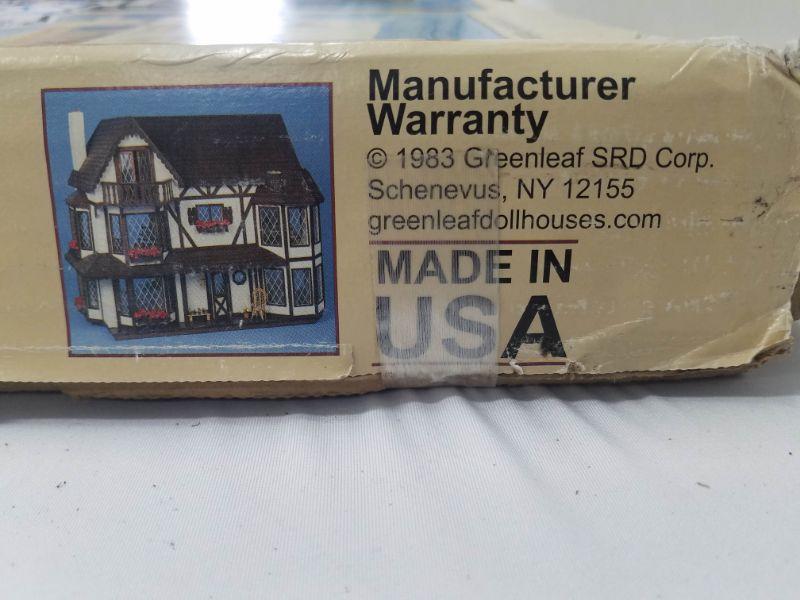 Manufacturer
Warranty
© 1983 Greenleaf SRD Corp.
Schenevus, NY 12155
greenleafdollhouses.com
MADE IN
USA